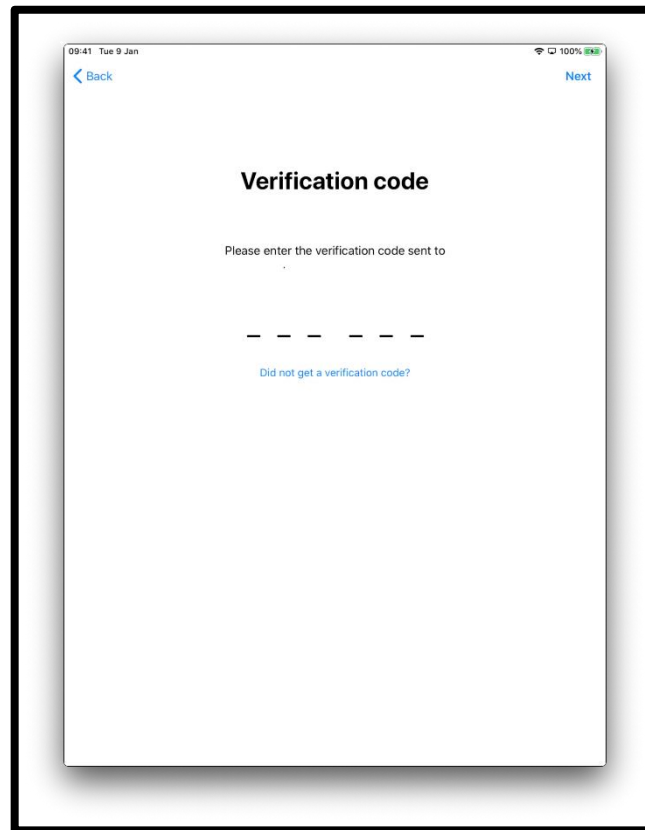 09:41 Tue 9 Jan 100%
Back Next
Verification code
Please enter the verification code sent to
Did not get a verification code?